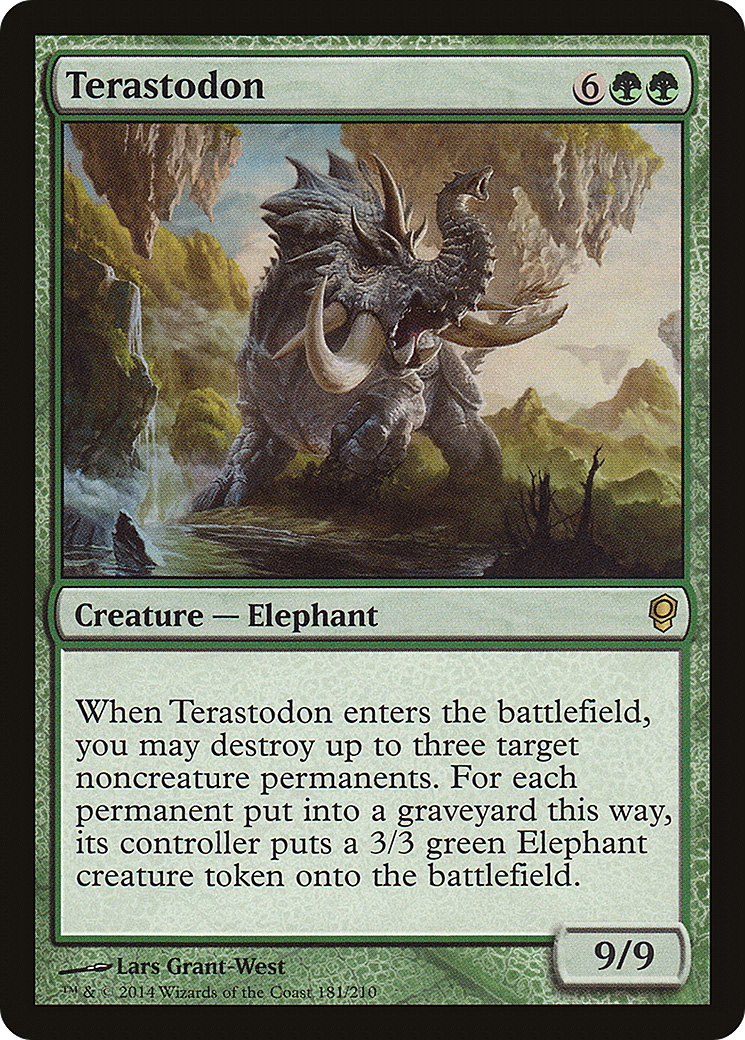 Terastodon 6
Creature — Elephant
When Terastodon enters the battlefield,
you may destroy up to three target
noncreature permanents. For each
permanent put into a graveyard this way,
its controller puts a 3/3 green Elephant
creature token onto the battlefield.
9/9
Lars Grant-West
™ & © 2014 Wizards of the Coast 181/210